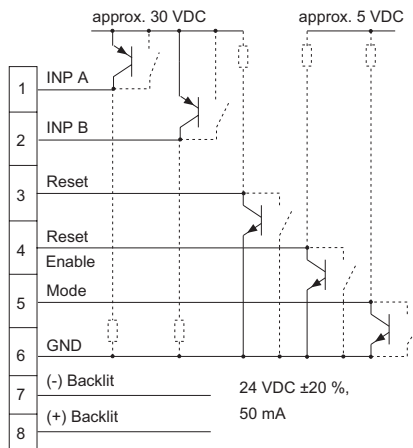 approx. 30 VDC approx. 5 VDC
1 INP A
2 INP B
3 Reset
4 Reset
Enable
5 Mode
6 GND
7 (-) Backlit
8 (+) Backlit
24 VDC ±20 %,
50 mA